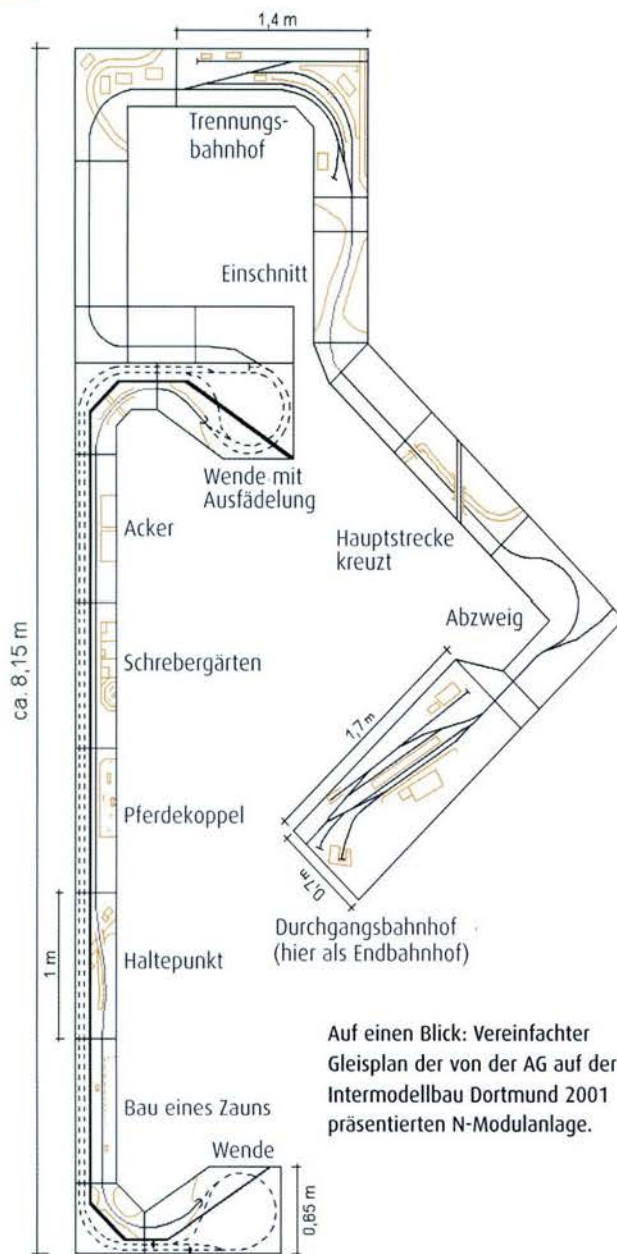 1,4 m
Trennungs-
bahnhof
Einschnitt
Wende mit
Ausfädelung
Acker
Hauptstrecke
kreuzt
Abzweig
ca. 8,15 m
Schrebergärten
1,7 m
Pferdekoppel
0,7 m
Durchgangsbahnhof
(hier als Endbahnhof)
1 m
Haltepunkt
Auf einen Blick: Vereinfachter
Gleisplan der von der AG auf der
Intermodellbau Dortmund 2001
präsentierten N-Modulanlage.
Bau eines Zauns
Wende
0,65 m